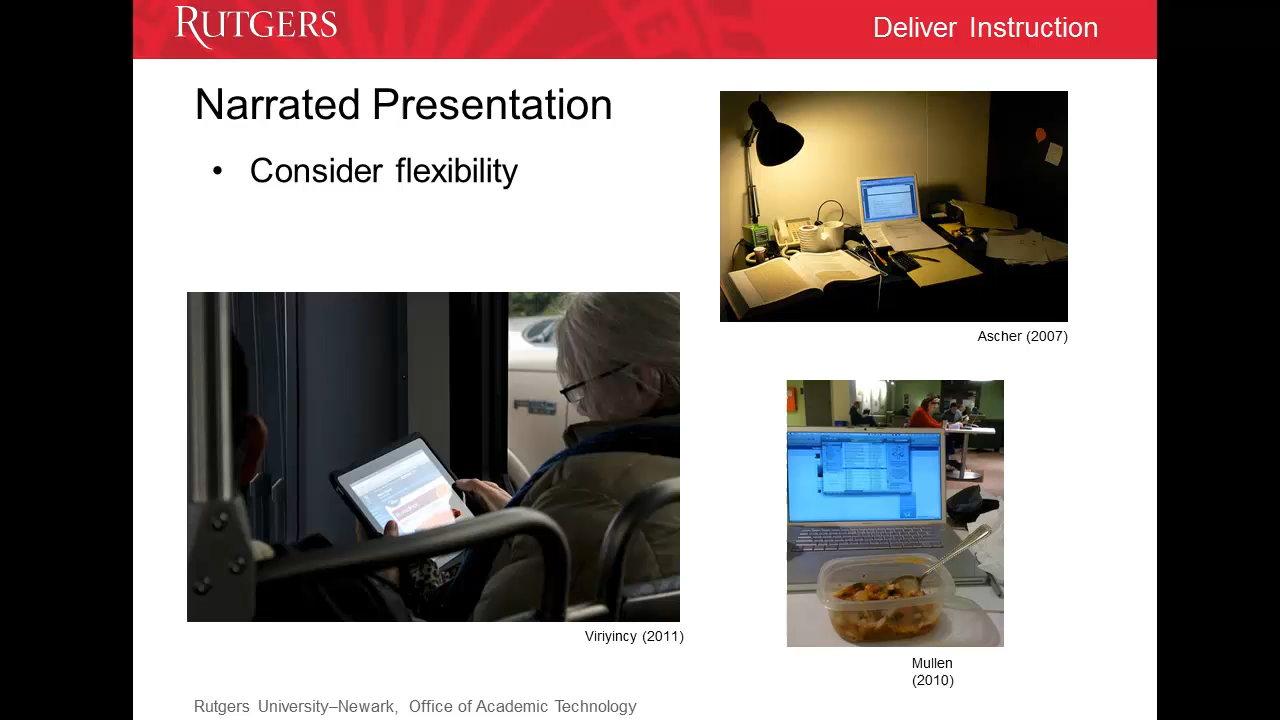 RUTGERS
Deliver Instruction
Narrated Presentation
• Consider flexibility
Ascher (2007)
Viriyincy (2011)
Mullen
(2010)
Rutgers University–Newark, Office of Academic Technology